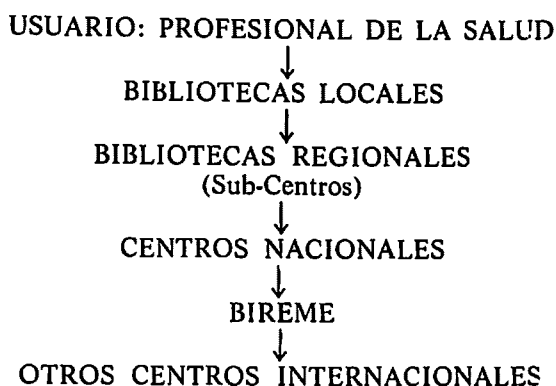 USUARIO: PROFESIONAL DE LA SALUD
BIBLIOTECAS LOCALES
BIBLIOTECAS REGIONALES
(Sub-Centros)
CENTROS NACIONALES
BIREME
OTROS CENTROS INTERNACIONALES